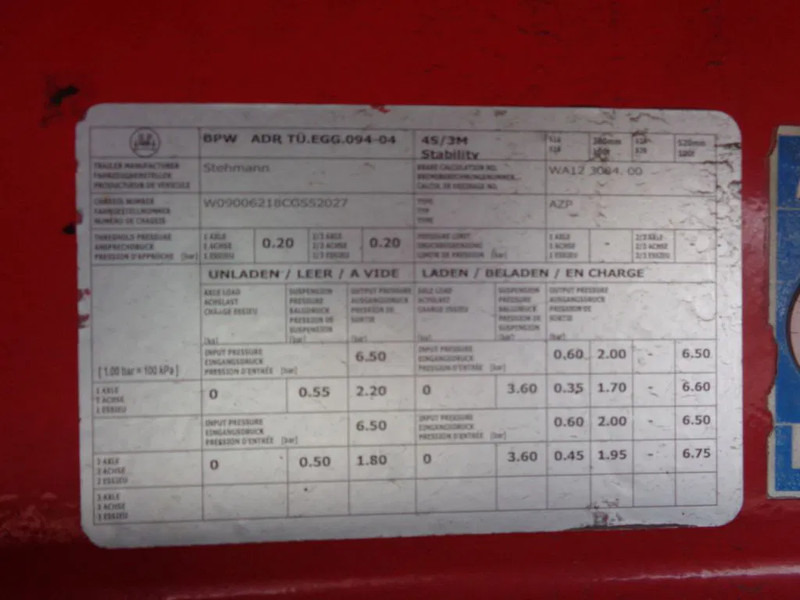 BPW ADR TÜ.EGG.094-04 4S/3M 380mm 520mm
Stability
TRAILER MANUFACTURER Stehmann BRAKE CALCULATION NO. WA12 3084 00
FAHRZEUGHERSTELLER BREMSBERECHNUNGSNUMMER
PRODUCTEUR DE VEHICULE CALCUL DE FREINAGE NO.
CHASSIS NUMBER W09006218CGS52027 TYPE AZP
FAHRGESTELLNUMMER TYP
NUMERO DE CHASSIS TYPE
THRESHOLD PRESSURE 1 AXLE 0.20 2/3 AXLE 0.20 PRESSURE LIMIT 1 AXLE - 2/3 AXLE
ANSPRECHDRUCK 1 ACHSE 2/3 ACHSE 1 ACHSE 2/3 ACHSE
PRESSION D'APPROCHE [bar] 1 ESSIEU 2/3 ESSIEU LIMITE DE PRESSION [bar] 1 ESSIEU 2/3 ESSIEU
UNLADEN / LEER / A VIDE LADEN / BELADEN / EN CHARGE
AXLE LOAD SUSPENSION OUTPUT PRESSURE AXLE LOAD SUSPENSION OUTPUT PRESSURE
ACHSLAST PRESSURE AUSGANGSDRUCK ACHSLAST PRESSURE AUSGANGSDRUCK
CHARGE ESSIEU BALGDRUCK PRESSION DE CHARGE ESSIEU BALGDRUCK PRESSION DE
PRESSION DE SORTIE PRESSION DE SORTIE
SUSPENSION SUSPENSION
[kg] [bar] [bar] [kg] [bar] [bar]
INPUT PRESSURE 6.50 INPUT PRESSURE 0.60 2.00 - 6.50
EINGANGSDRUCK EINGANGSDRUCK
[ 1.00 bar = 100 kPa ] PRESSION D'ENTRÉE [bar] PRESSION D'ENTRÉE [bar]
1 AXLE 0 0.55 2.20 0 3.60 0.35 1.70 - 6.60
1 ACHSE
1 ESSIEU
INPUT PRESSURE 6.50 INPUT PRESSURE 0.60 2.00 - 6.50
EINGANGSDRUCK EINGANGSDRUCK
PRESSION D'ENTRÉE [bar] PRESSION D'ENTRÉE [bar]
2 AXLE 0 0.50 1.80 0 3.60 0.45 1.95 - 6.75
2 ACHSE
2 ESSIEU
3 AXLE
3 ACHSE
3 ESSIEU